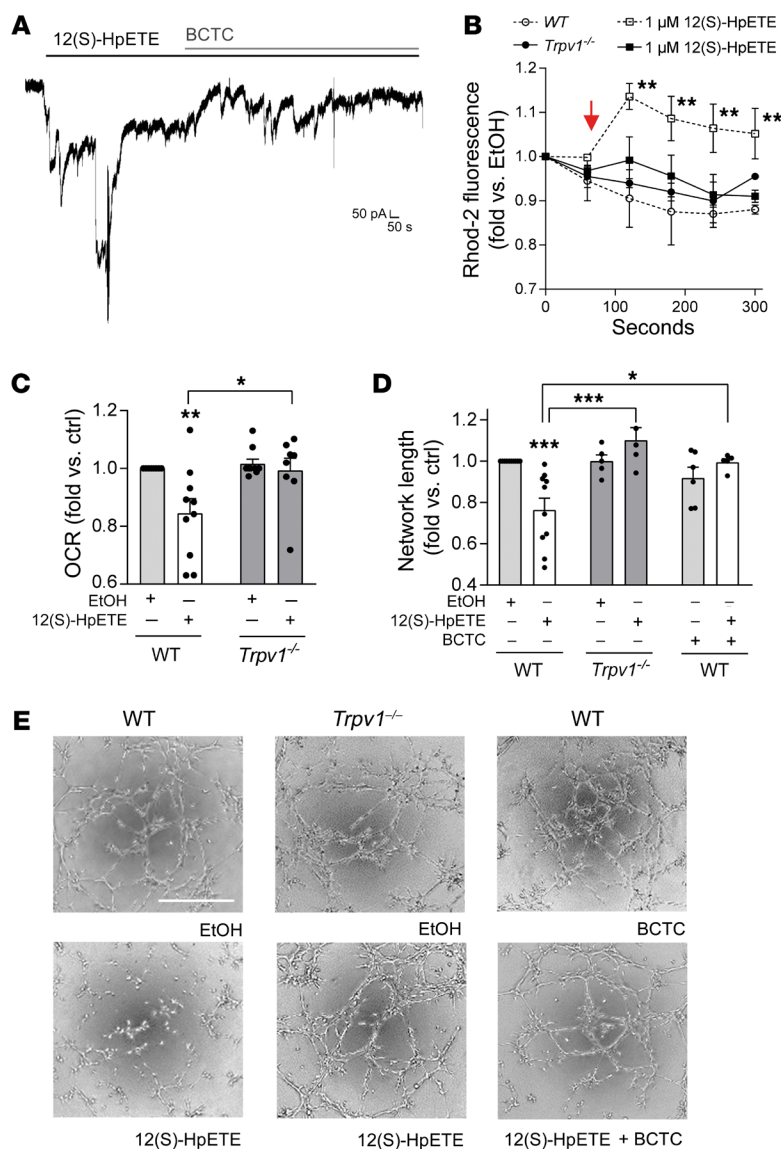 A
12(S)-HpETE
BCTC
50 pA
50 s
B
WT
1 µM 12(S)-HpETE
Trpv1-/-
1 µM 12(S)-HpETE
Rhod-2 fluorescence
(fold vs. EtOH)
1.2
1.1
1.0
0.9
0.8
0.7
**
**
**
**
0
100
200
300
Seconds
C
OCR (fold vs. ctrl)
1.2
1.0
0.8
0.6
**
*
EtOH + – + –
12(S)-HpETE – + – +
WT Trpv1-/-
D
Network length
(fold vs. ctrl)
1.2
1.0
0.8
0.6
0.4
***
***
*
EtOH + – + – – –
12(S)-HpETE – + – + – +
BCTC – – – – + +
WT Trpv1-/- WT
E
WT Trpv1–/– WT
EtOH EtOH BCTC
12(S)-HpETE 12(S)-HpETE 12(S)-HpETE + BCTC